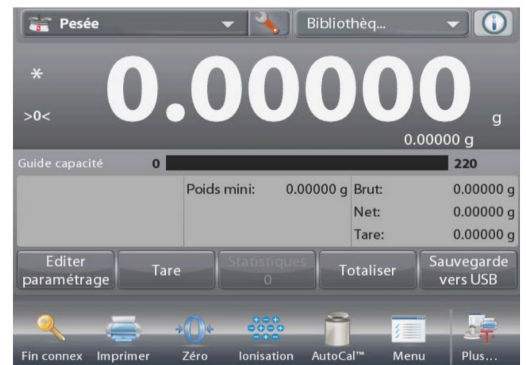 Pesée
Bibliothèq...
*
>0<
0.00000 g
0.00000 g
Guide capacité 0 220
Poids mini: 0.00000 g Brut: 0.00000 g
Net: 0.00000 g
Tare: 0.00000 g
Editer paramétrage
Tare
Statistiques 0
Totaliser
Sauvegarde vers USB
Fin connex Imprimer Zéro Ionisation AutoCal™ Menu Plus...